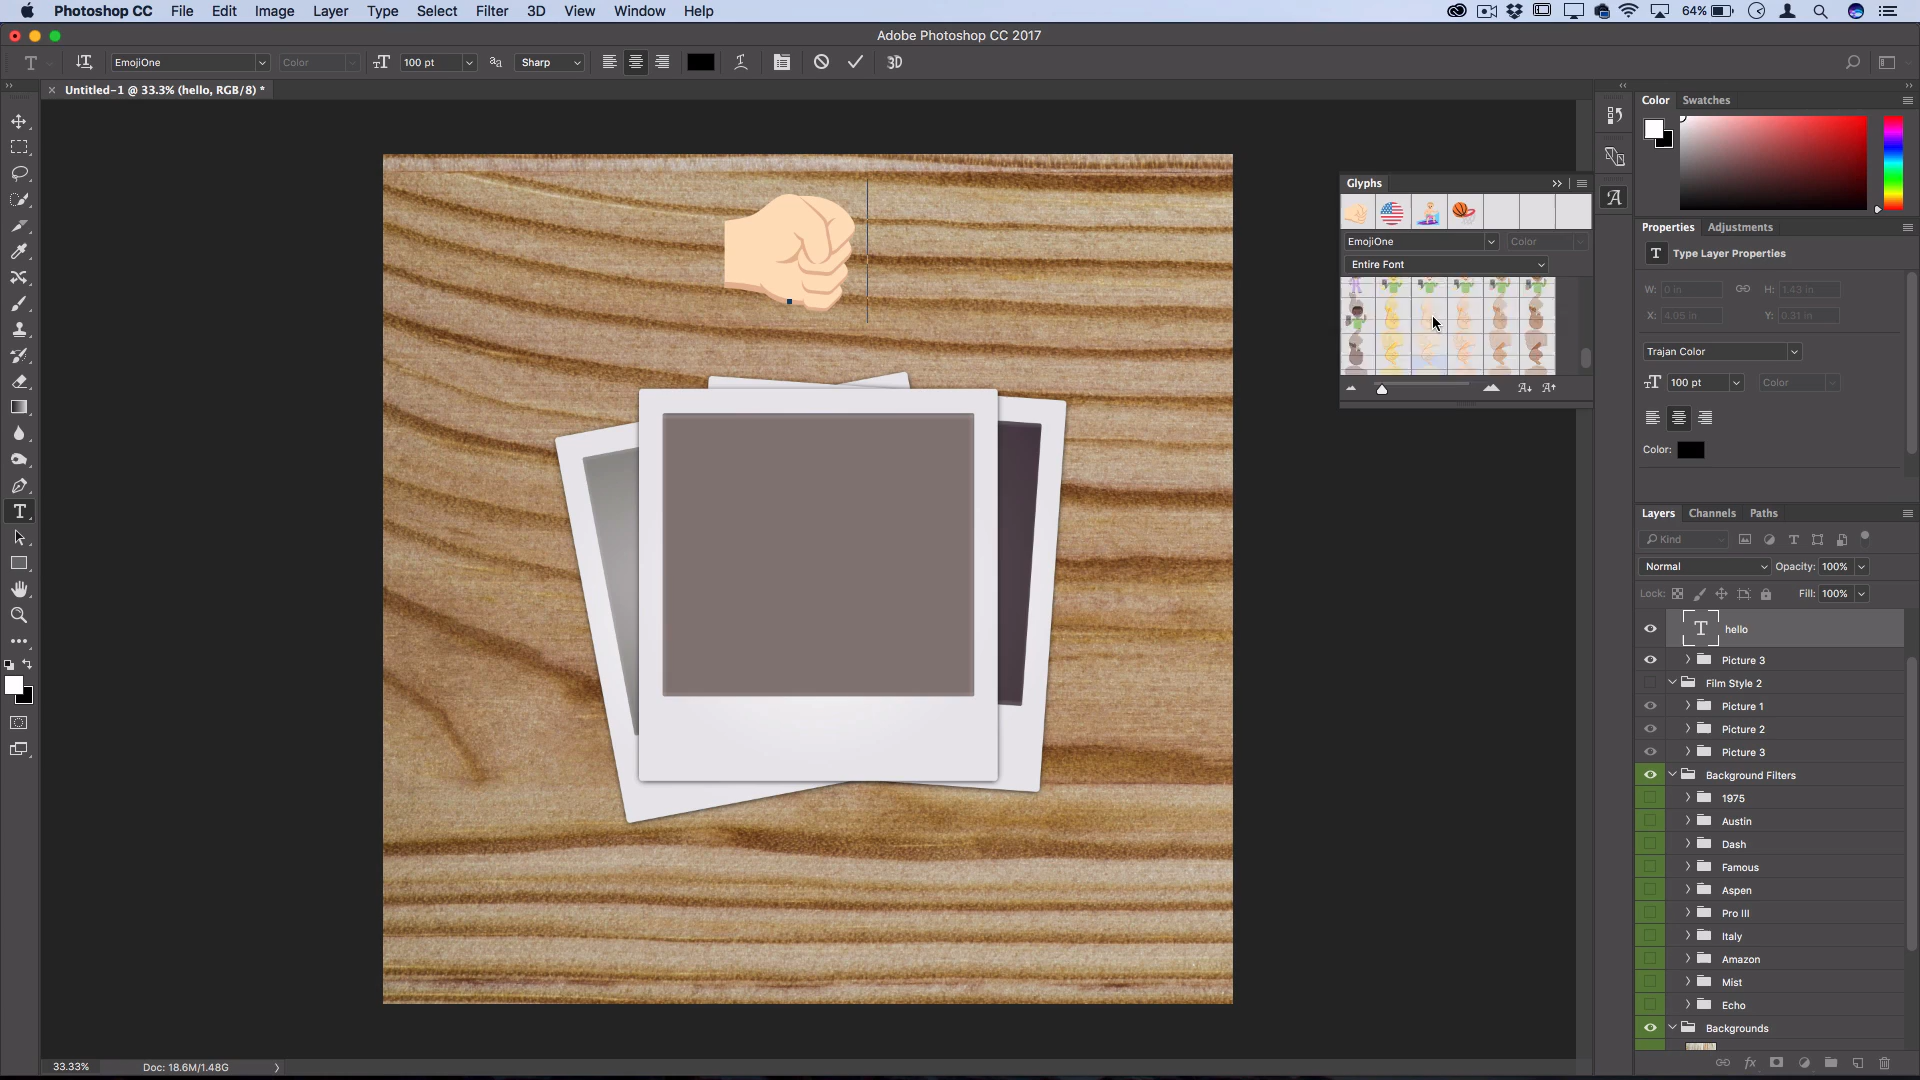 Photoshop CC File Edit Image Layer Type Select Filter 3D View Window Help 64%
Adobe Photoshop CC 2017
EmojiOne Color 100 pt Sharp 3D
Untitled-1 @ 33.3% (hello, RGB/8) *
Color Swatches
Glyphs
EmojiOne Color
Entire Font
Properties Adjustments
Type Layer Properties
W: 0 in H: 1.43 in
X: 4.05 in Y: 0.31 in
Trajan Color
100 pt Color
Color:
Layers Channels Paths
Kind
Normal Opacity: 100%
Lock: Fill: 100%
hello
Picture 3
Film Style 2
Picture 1
Picture 2
Picture 3
Background Filters
1975
Austin
Dash
Famous
Aspen
Pro III
Italy
Amazon
Mist
Echo
Backgrounds
33.33% Doc: 18.6M/1.48G